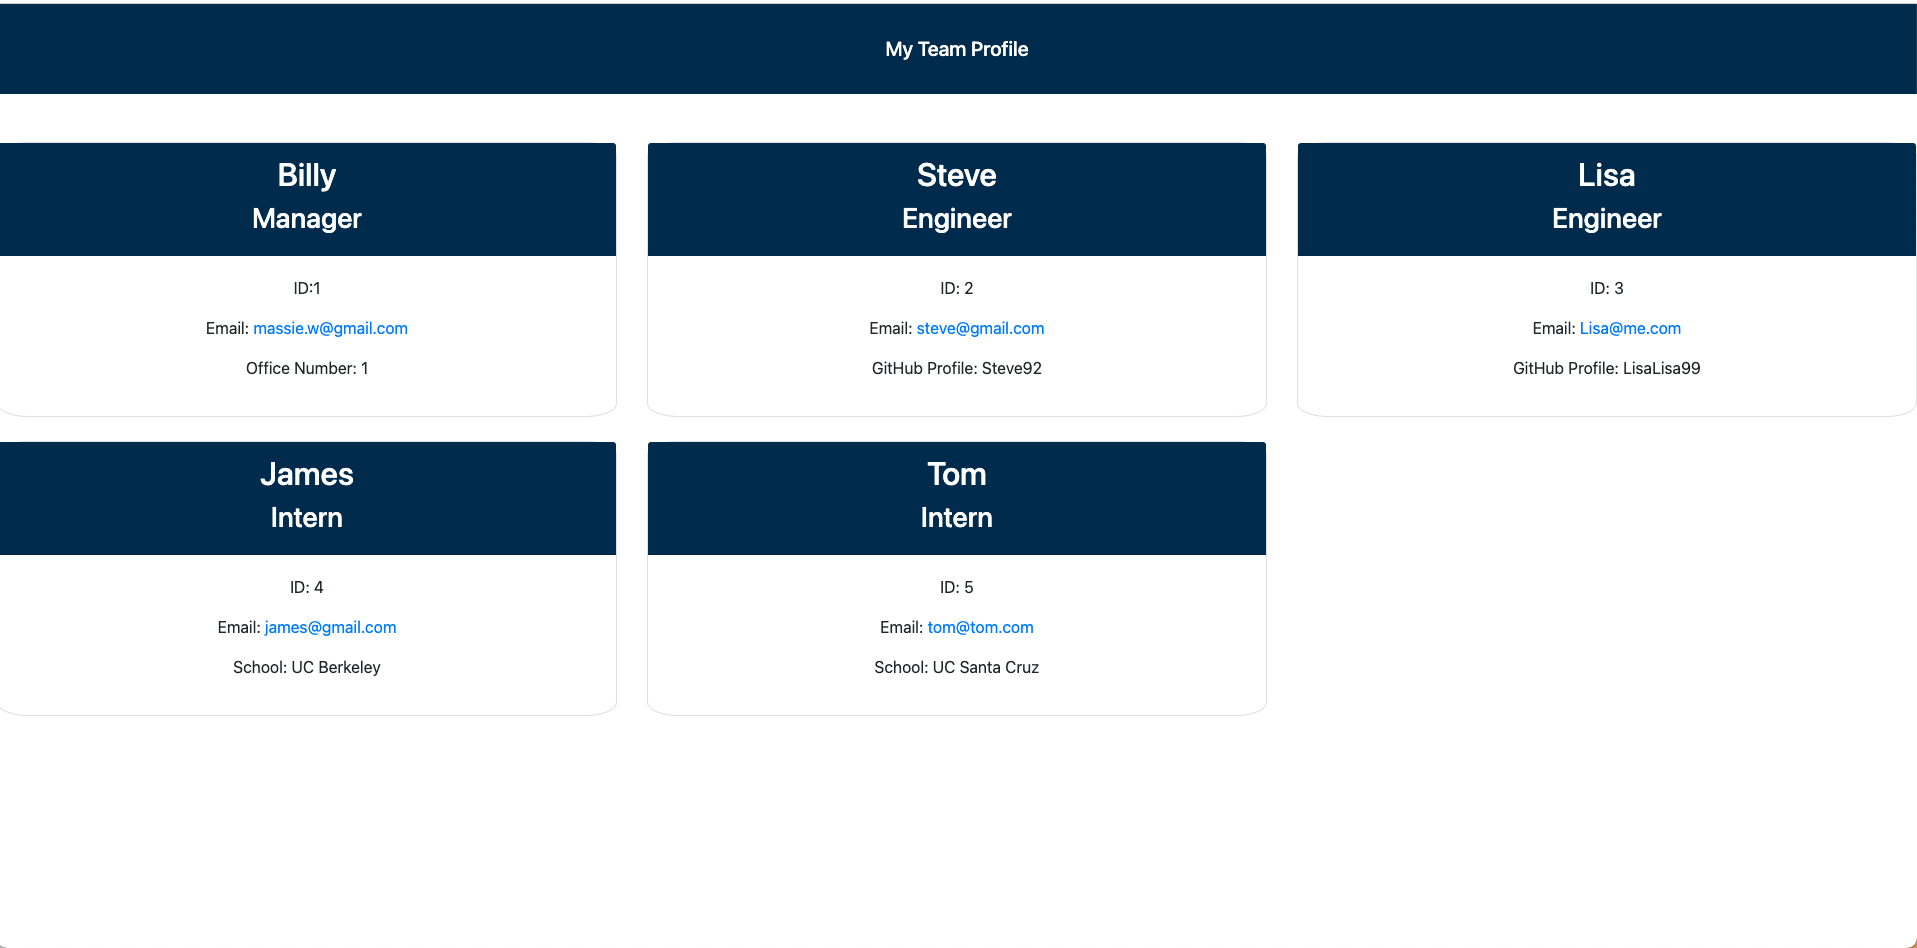 My Team Profile
Billy
Manager
ID:1
Email: massie.w@gmail.com
Office Number: 1
Steve
Engineer
ID: 2
Email: steve@gmail.com
GitHub Profile: Steve92
Lisa
Engineer
ID: 3
Email: Lisa@me.com
GitHub Profile: LisaLisa99
James
Intern
ID: 4
Email: james@gmail.com
School: UC Berkeley
Tom
Intern
ID: 5
Email: tom@tom.com
School: UC Santa Cruz